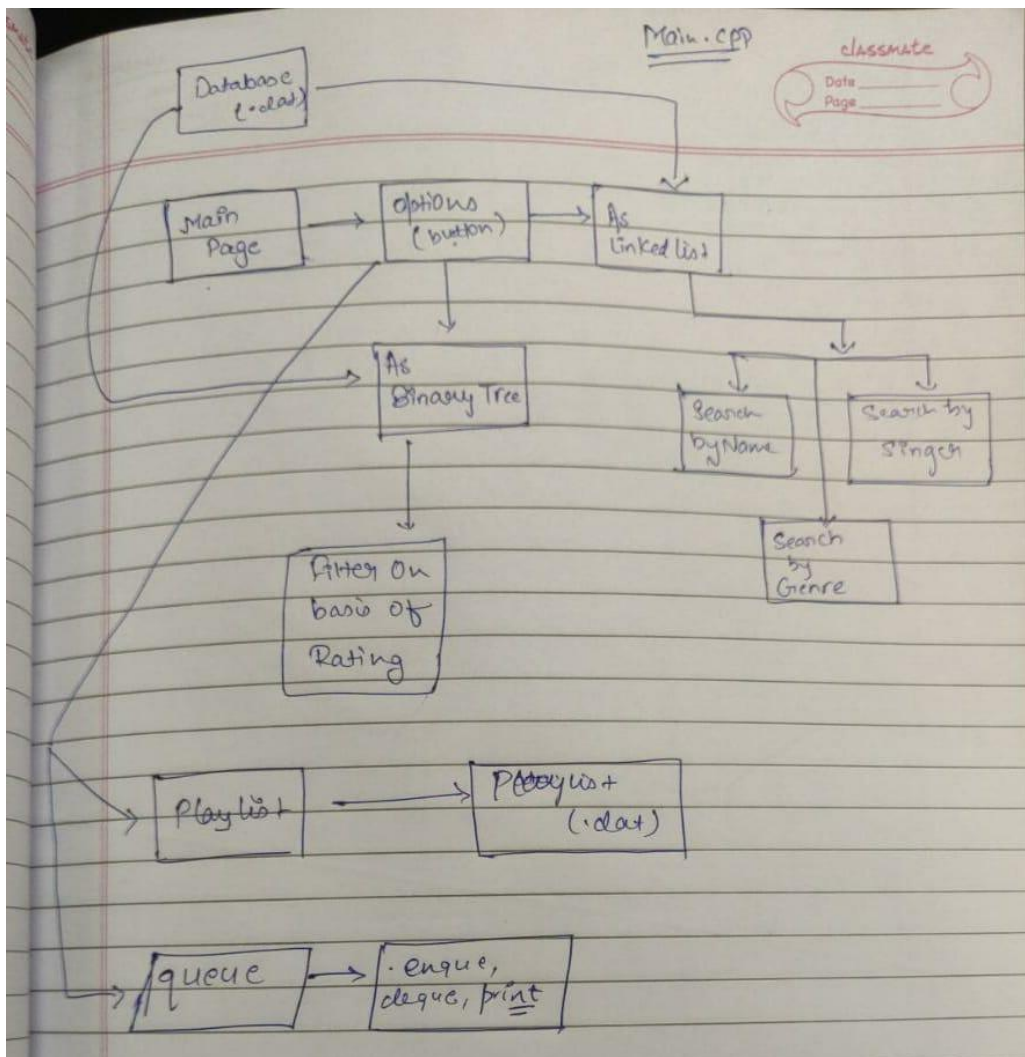 Main.cpp
classmate
Date
Page
Database
(.dat)
Main
Page
options
(button)
As
Linked list
As
Binary Tree
Search
by Name
Search by
Singer
Search
by
Genre
Filter On
basis of
Rating
Playlist
Playlist
(.dat)
queue
. enque,
deque, print